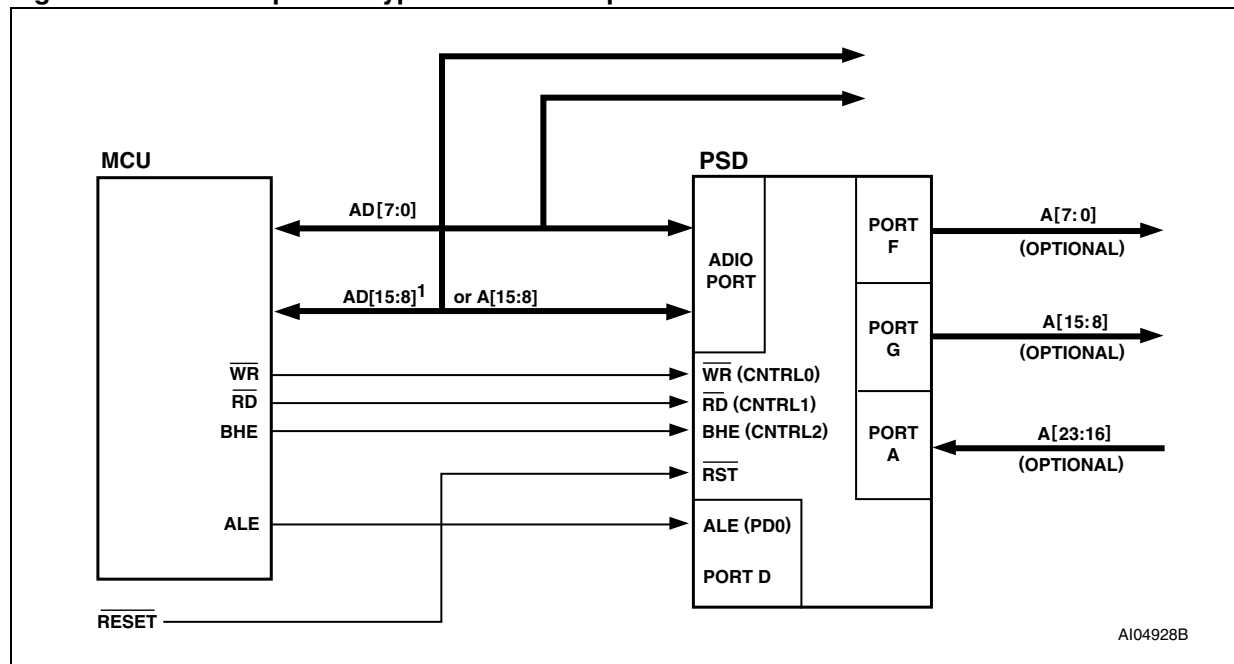 MCU
PSD
AD[7:0]
A[7:0]
(OPTIONAL)
PORT
F
ADIO
PORT
AD[15:8]1 or A[15:8]
PORT
G
A[15:8]
(OPTIONAL)
WR
WR (CNTRL0)
RD
RD (CNTRL1)
BHE
BHE (CNTRL2)
PORT
A
A[23:16]
(OPTIONAL)
RST
ALE
ALE (PD0)
PORT D
RESET
AI04928B